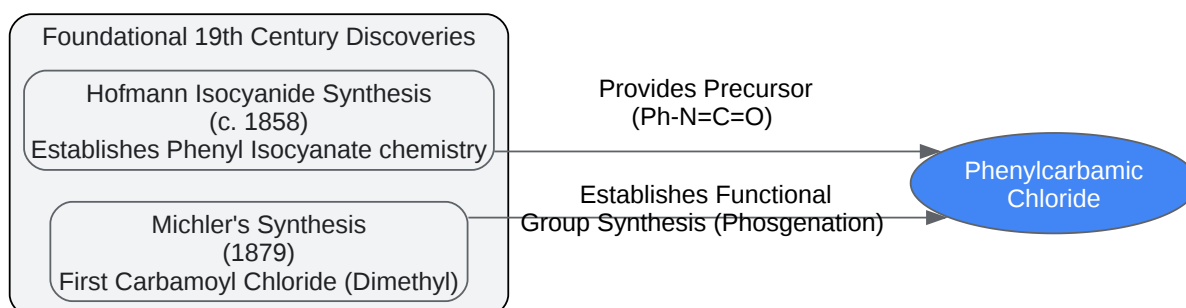 Foundational 19th Century Discoveries
Hofmann Isocyanide Synthesis
(c. 1858)
Establishes Phenyl Isocyanate chemistry
Provides Precursor
(Ph-N=C=O)
Michler's Synthesis
(1879)
First Carbamoyl Chloride (Dimethyl)
Establishes Functional
Group Synthesis (Phosgenation)
Phenylcarbamic
Chloride